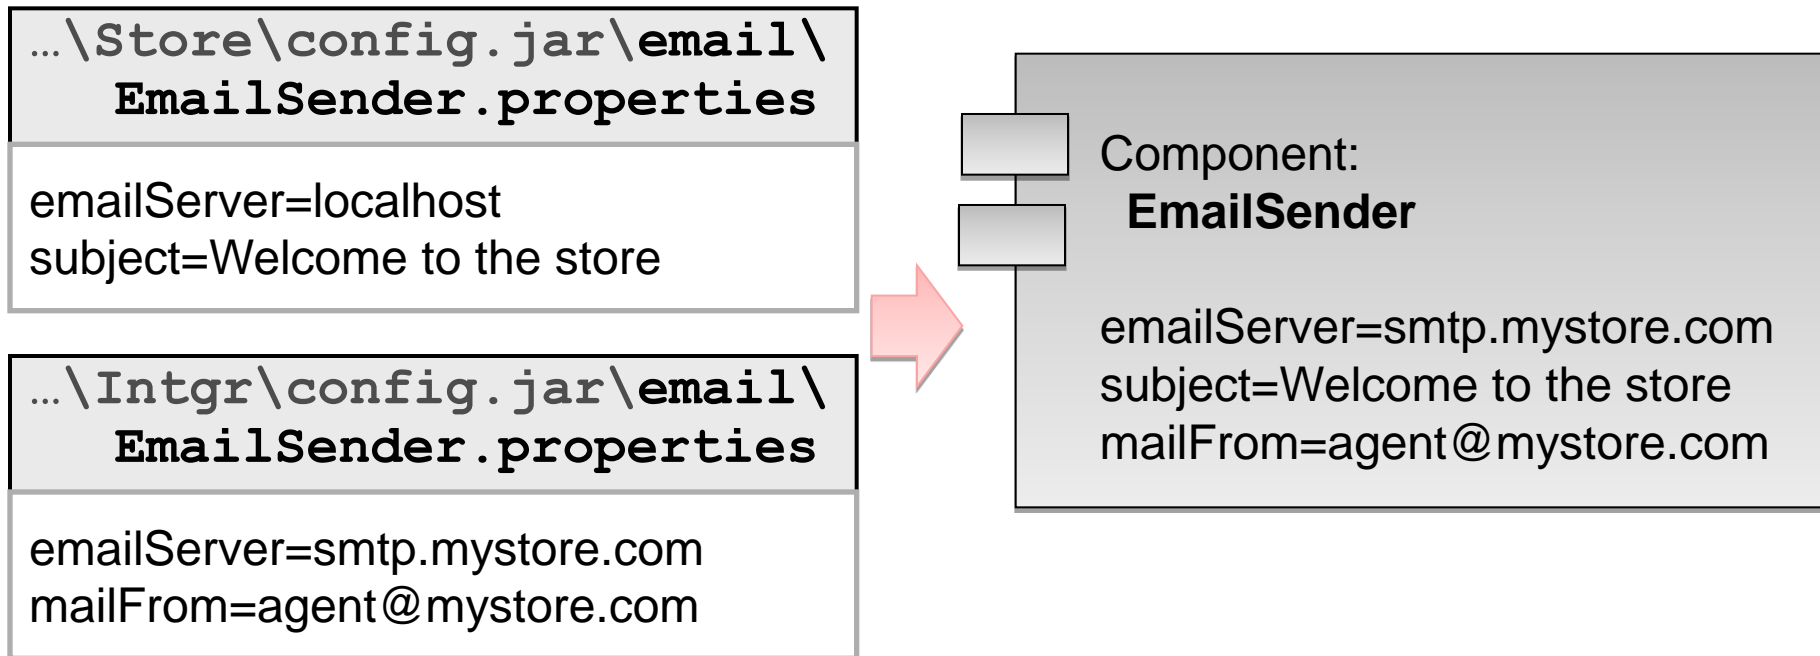 …\Store\config.jar\email\
EmailSender.properties
emailServer=localhost
subject=Welcome to the store
…\Intgr\config.jar\email\
EmailSender.properties
emailServer=smtp.mystore.com
mailFrom=agent@mystore.com
Component:
EmailSender
emailServer=smtp.mystore.com
subject=Welcome to the store
mailFrom=agent@mystore.com